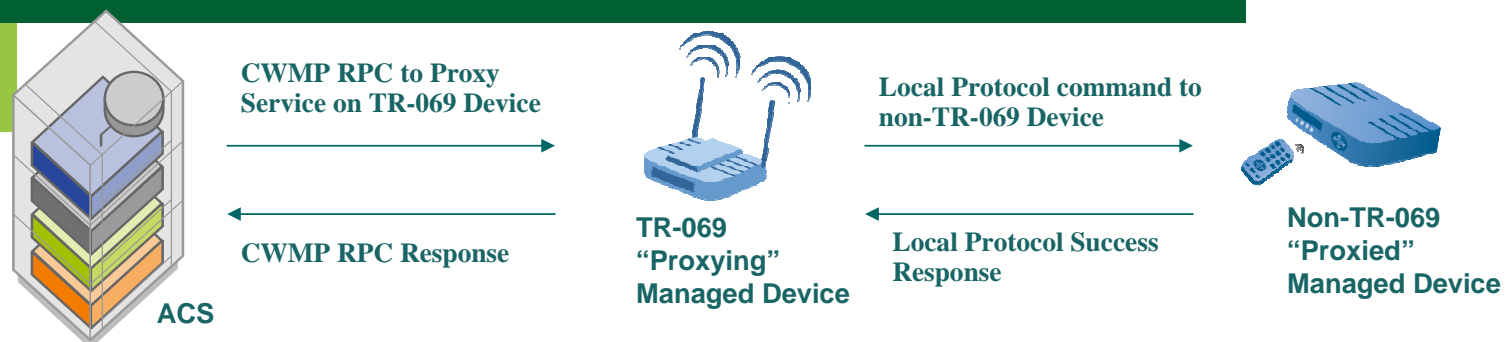 CWMP RPC to Proxy
Service on TR-069 Device
Local Protocol command to
non-TR-069 Device
CWMP RPC Response
TR-069
“Proxying”
Managed Device
Local Protocol Success
Response
Non-TR-069
“Proxied”
Managed Device
ACS